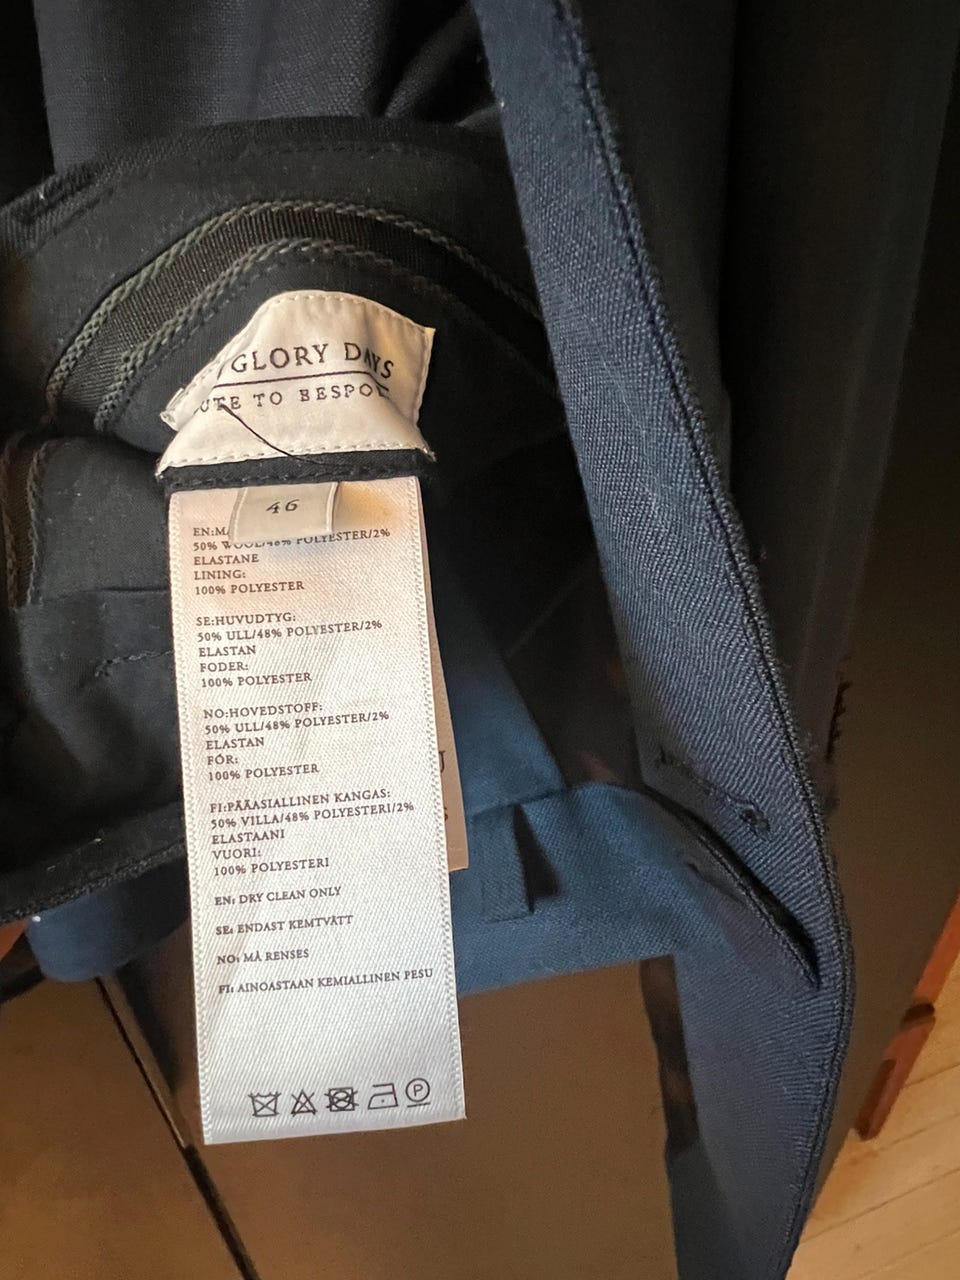 GLORY DAYS
TO BESPOKE
46
50% WOOL/48% POLYESTER/2%
ELASTANE
LINING:
100% POLYESTER
SE:HUVUDTYG:
50% ULL/48% POLYESTER/2%
ELASTAN
FODER:
100% POLYESTER
NO:HOVEDSTOFF:
50% ULL/48% POLYESTER/2%
ELASTAN
FÓR:
100% POLYESTER
FI:PÄÄASIALLINEN KANGAS:
50% VILLA/48% POLYESTERI/2%
ELASTAANI
VUORI:
100% POLYESTERI
EN: DRY CLEAN ONLY
SE: ENDAST KEMTVÄTT
NO: MÅ RENSES
FI: AINOASTAAN KEMIALLINEN PESU
P